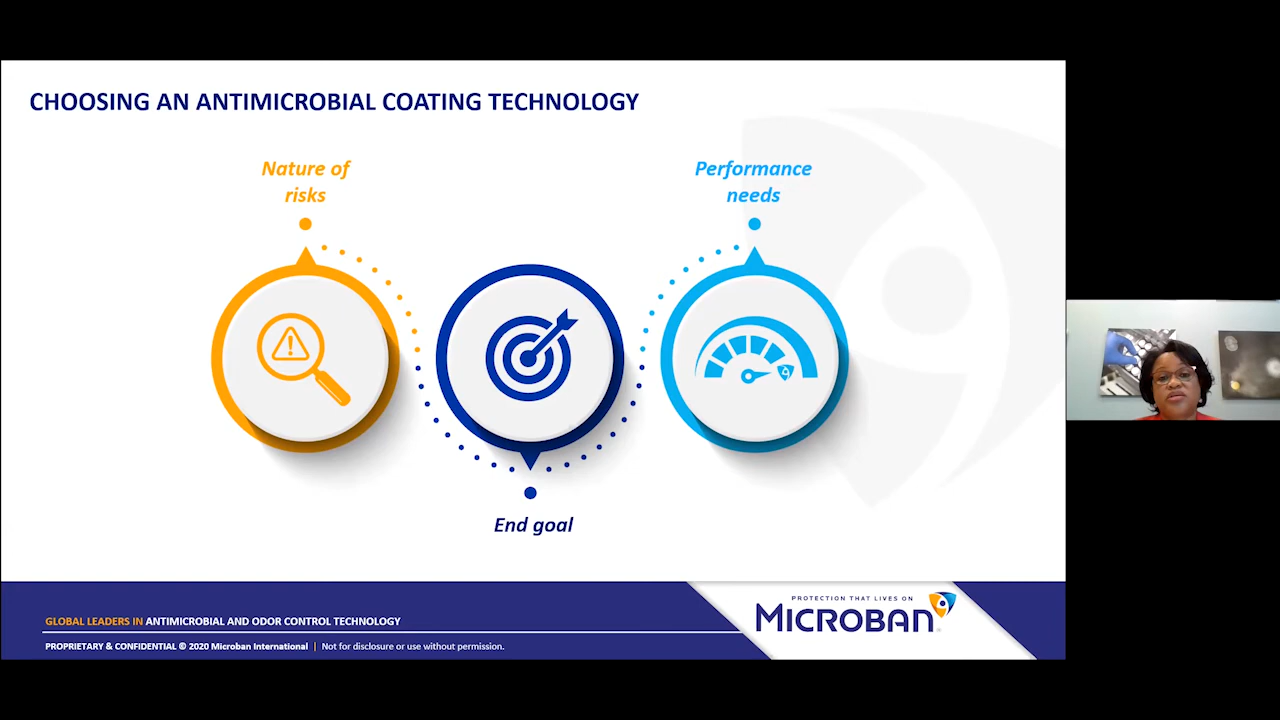 CHOOSING AN ANTIMICROBIAL COATING TECHNOLOGY
Nature of
risks
Performance
needs
End goal
GLOBAL LEADERS IN ANTIMICROBIAL AND ODOR CONTROL TECHNOLOGY
PROPRIETARY & CONFIDENTIAL © 2020 Microban International | Not for disclosure or use without permission.
PROTECTION THAT LIVES ON
MICROBAN